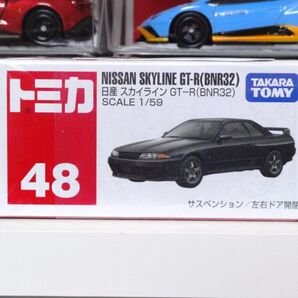 トミカ
48
NISSAN SKYLINE GT-R(BNR32)
日産 スカイライン GT-R(BNR32)
SCALE 1/59
TAKARA
TOMY
サスペンション/左右ドア開閉